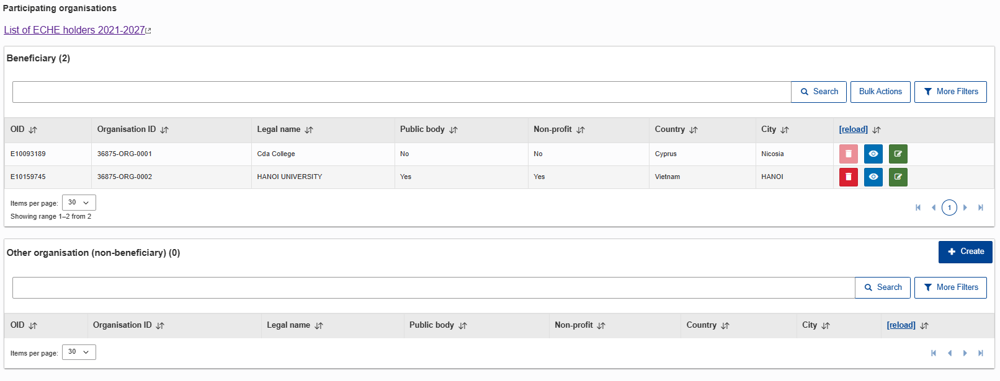 Participating organisations
List of ECHE holders 2021-2027
Beneficiary (2)
Search Bulk Actions More Filters
OID Organisation ID Legal name Public body Non-profit Country City [reload]
E10093189 36875-ORG-0001 Cda College No No Cyprus Nicosia
E10159745 36875-ORG-0002 HANOI UNIVERSITY Yes Yes Vietnam HANOI
Items per page: 30
Showing range 1–2 from 2
1
Other organisation (non-beneficiary) (0)
Create
Search More Filters
OID Organisation ID Legal name Public body Non-profit Country City [reload]
Items per page: 30